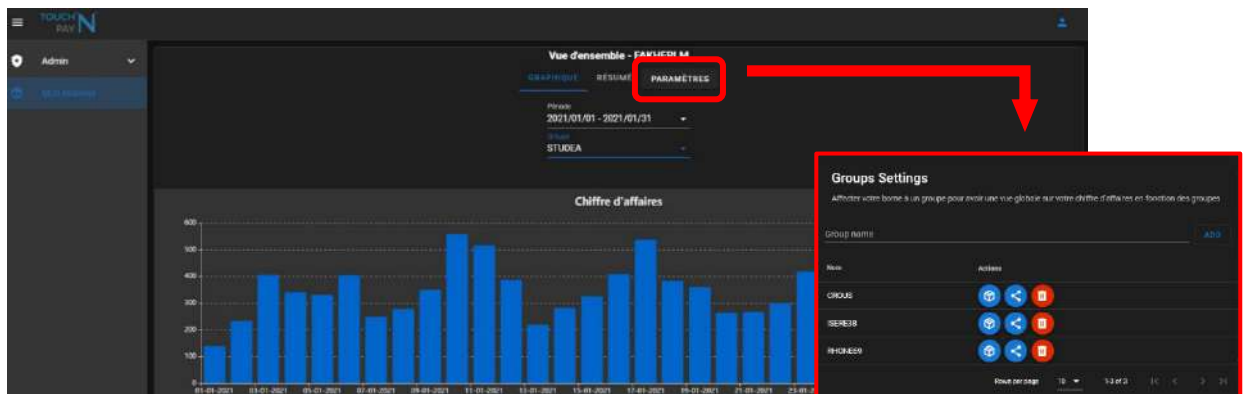 TOUCH N
PAY
Admin
Vue d'ensemble - FAKHERLM
GRAPHIQUE RÉSUMÉ PARAMÈTRES
Période
2021/01/01 - 2021/01/31
Groupe
STUDEA
Chiffre d'affaires
600
500
400
300
200
100
0
01-01-2021 03-01-2021 05-01-2021 07-01-2021 09-01-2021 11-01-2021 13-01-2021 15-01-2021 17-01-2021 19-01-2021 21-01-2021 23-01-2
Groups Settings
Affecter votre borne à un groupe pour avoir une vue globale sur votre chiffre d'affaires en fonction des groupes
Group name ADD
Nom Actions
CROUS
ISERE38
RHONE69
Rows per page 10 1-3 of 3